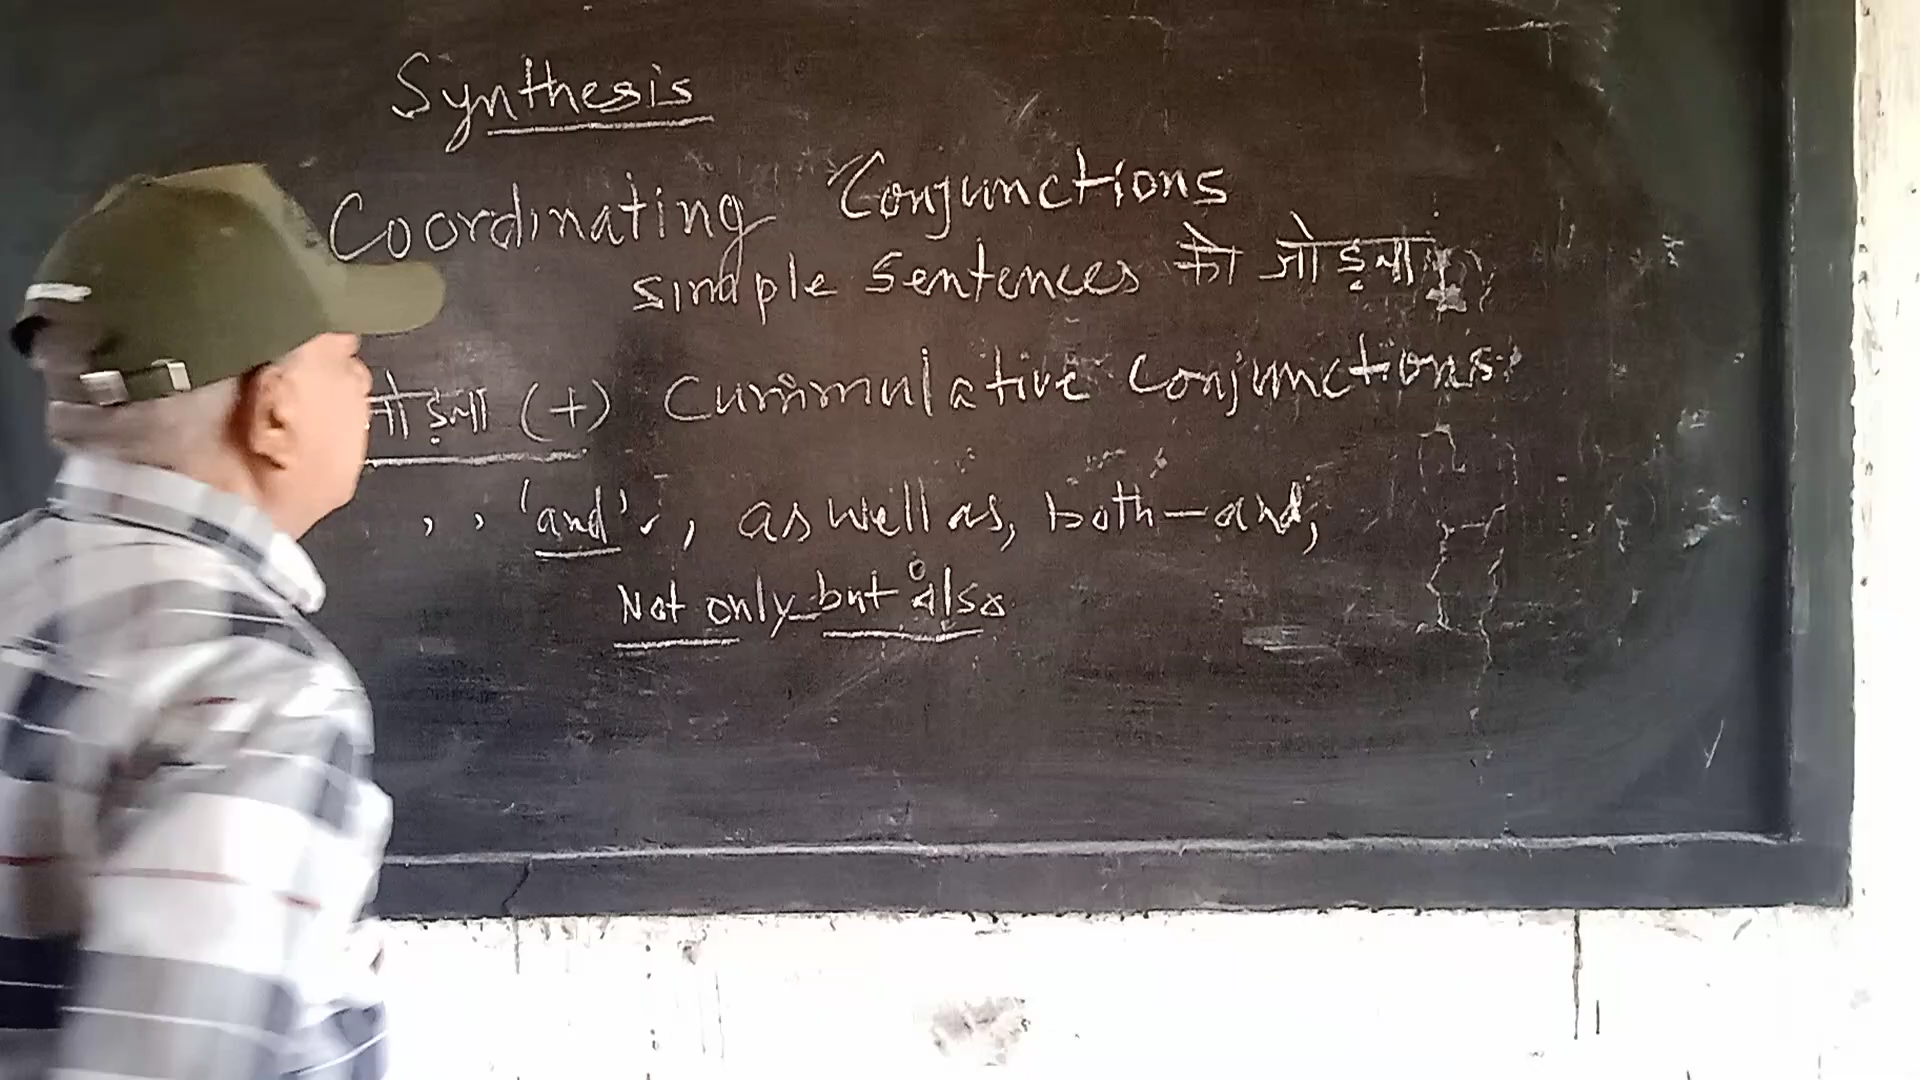 Synthesis
Coordinating Conjunctions
simple sentences को जोड़ना
जोड़ना (+) Cummulative Conjunctions
, , 'and', as well as, both—and,
Not only—but also